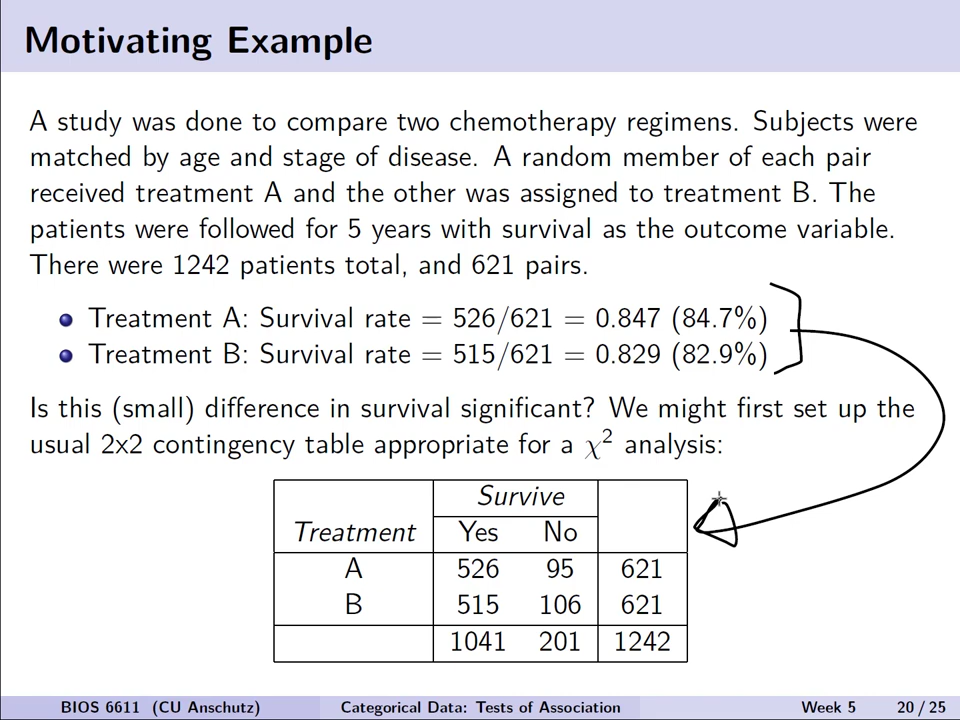 Motivating Example
A study was done to compare two chemotherapy regimens. Subjects were
matched by age and stage of disease. A random member of each pair
received treatment A and the other was assigned to treatment B. The
patients were followed for 5 years with survival as the outcome variable.
There were 1242 patients total, and 621 pairs.
Treatment A: Survival rate = 526/621 = 0.847 (84.7%)
Treatment B: Survival rate = 515/621 = 0.829 (82.9%)
Is this (small) difference in survival significant? We might first set up the
usual 2x2 contingency table appropriate for a χ² analysis:
Survive
Treatment Yes No
A 526 95 621
B 515 106 621
1041 201 1242
BIOS 6611 (CU Anschutz) Categorical Data: Tests of Association Week 5 20 / 25